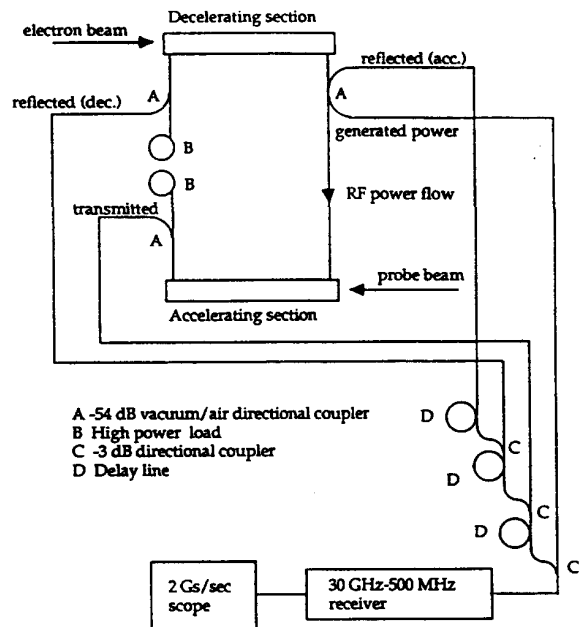 Decelerating section
electron beam
reflected (acc.)
reflected (dec.)
A
A
generated power
B
B
RF power flow
transmitted
A
probe beam
Accelerating section
A -54 dB vacuum/air directional coupler
B High power load
C -3 dB directional coupler
D Delay line
D
C
D
C
D
C
2 Gs/sec
scope
30 GHz-500 MHz
receiver